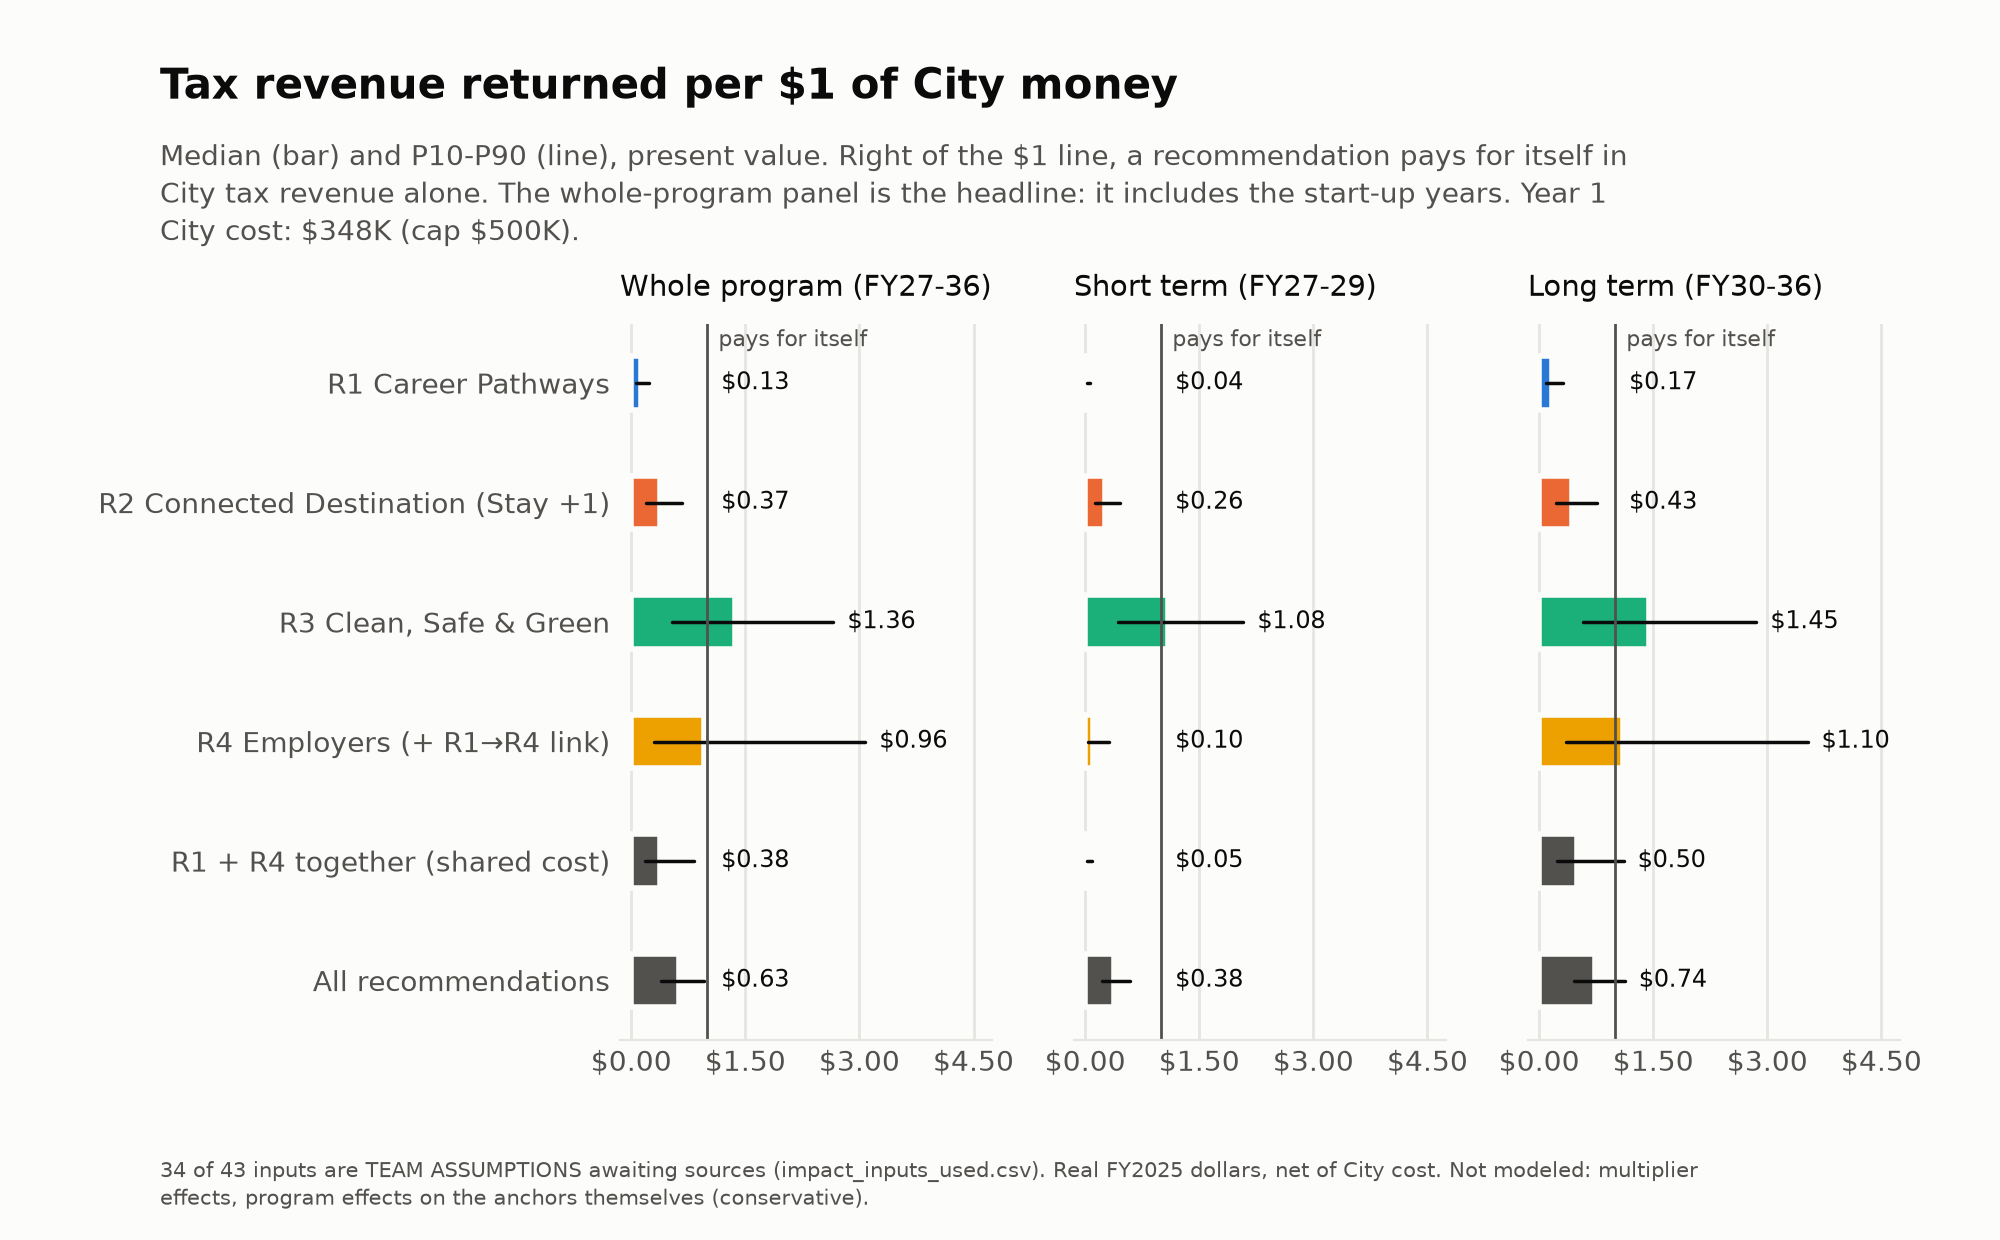 Tax revenue returned per $1 of City money
Median (bar) and P10-P90 (line), present value. Right of the $1 line, a recommendation pays for itself in
City tax revenue alone. The whole-program panel is the headline: it includes the start-up years. Year 1
City cost: $348K (cap $500K).
Whole program (FY27-36) Short term (FY27-29) Long term (FY30-36)
pays for itself pays for itself pays for itself
R1 Career Pathways $0.13 $0.04 $0.17
R2 Connected Destination (Stay +1) $0.37 $0.26 $0.43
R3 Clean, Safe & Green $1.36 $1.08 $1.45
R4 Employers (+ R1→R4 link) $0.96 $0.10 $1.10
R1 + R4 together (shared cost) $0.38 $0.05 $0.50
All recommendations $0.63 $0.38 $0.74
$0.00 $1.50 $3.00 $4.50 $0.00 $1.50 $3.00 $4.50 $0.00 $1.50 $3.00 $4.50
34 of 43 inputs are TEAM ASSUMPTIONS awaiting sources (impact_inputs_used.csv). Real FY2025 dollars, net of City cost. Not modeled: multiplier
effects, program effects on the anchors themselves (conservative).